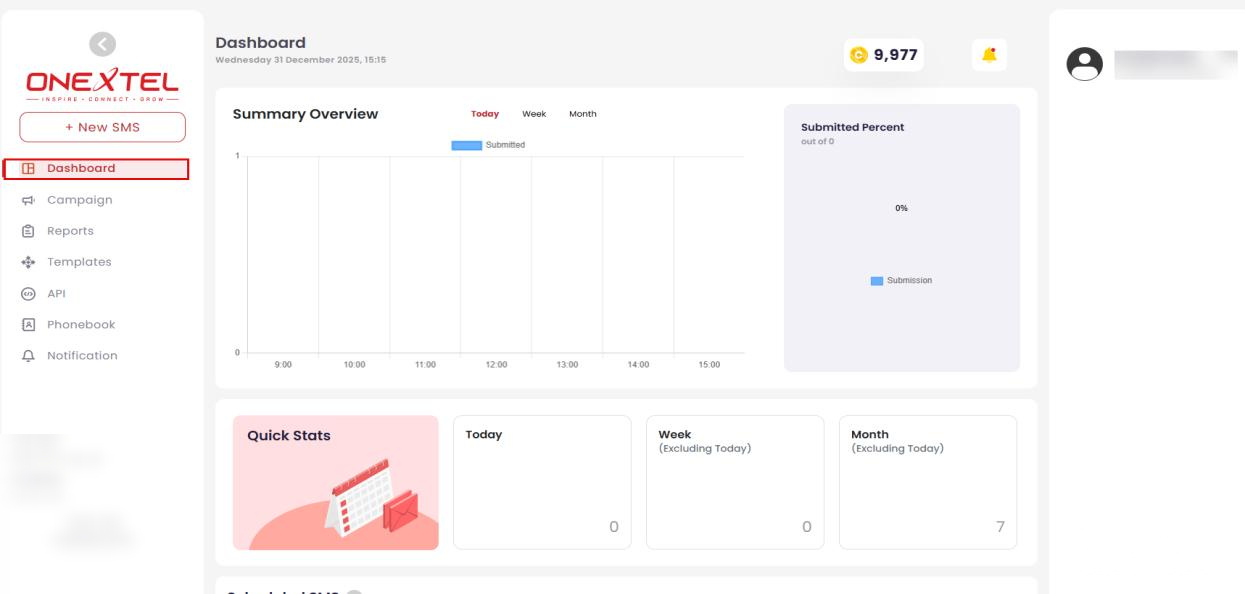 ONEXTEL
INSPIRE • CONNECT • GROW
+ New SMS
Dashboard
Campaign
Reports
Templates
API
Phonebook
Notification
Dashboard
Wednesday 31 December 2025, 15:15
9,977
Summary Overview
Today Week Month
Submitted
1
0
9:00 10:00 11:00 12:00 13:00 14:00 15:00
Submitted Percent
out of 0
0%
Submission
Quick Stats
Today
0
Week
(Excluding Today)
0
Month
(Excluding Today)
7